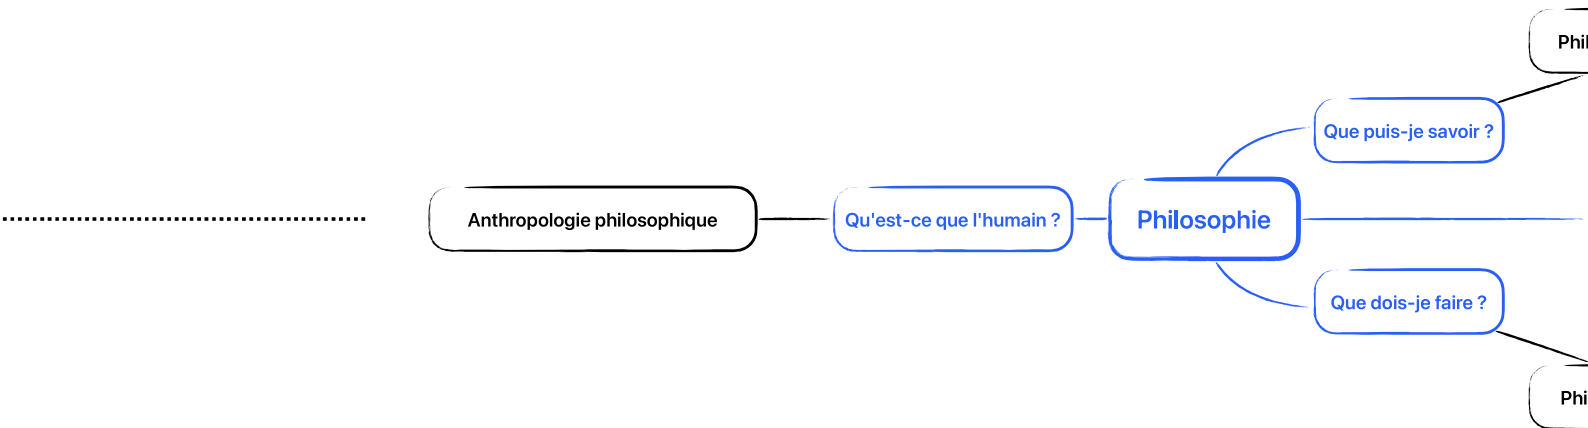 Que puis-je savoir ?
Anthropologie philosophique
Qu'est-ce que l'humain ?
Philosophie
Que dois-je faire ?